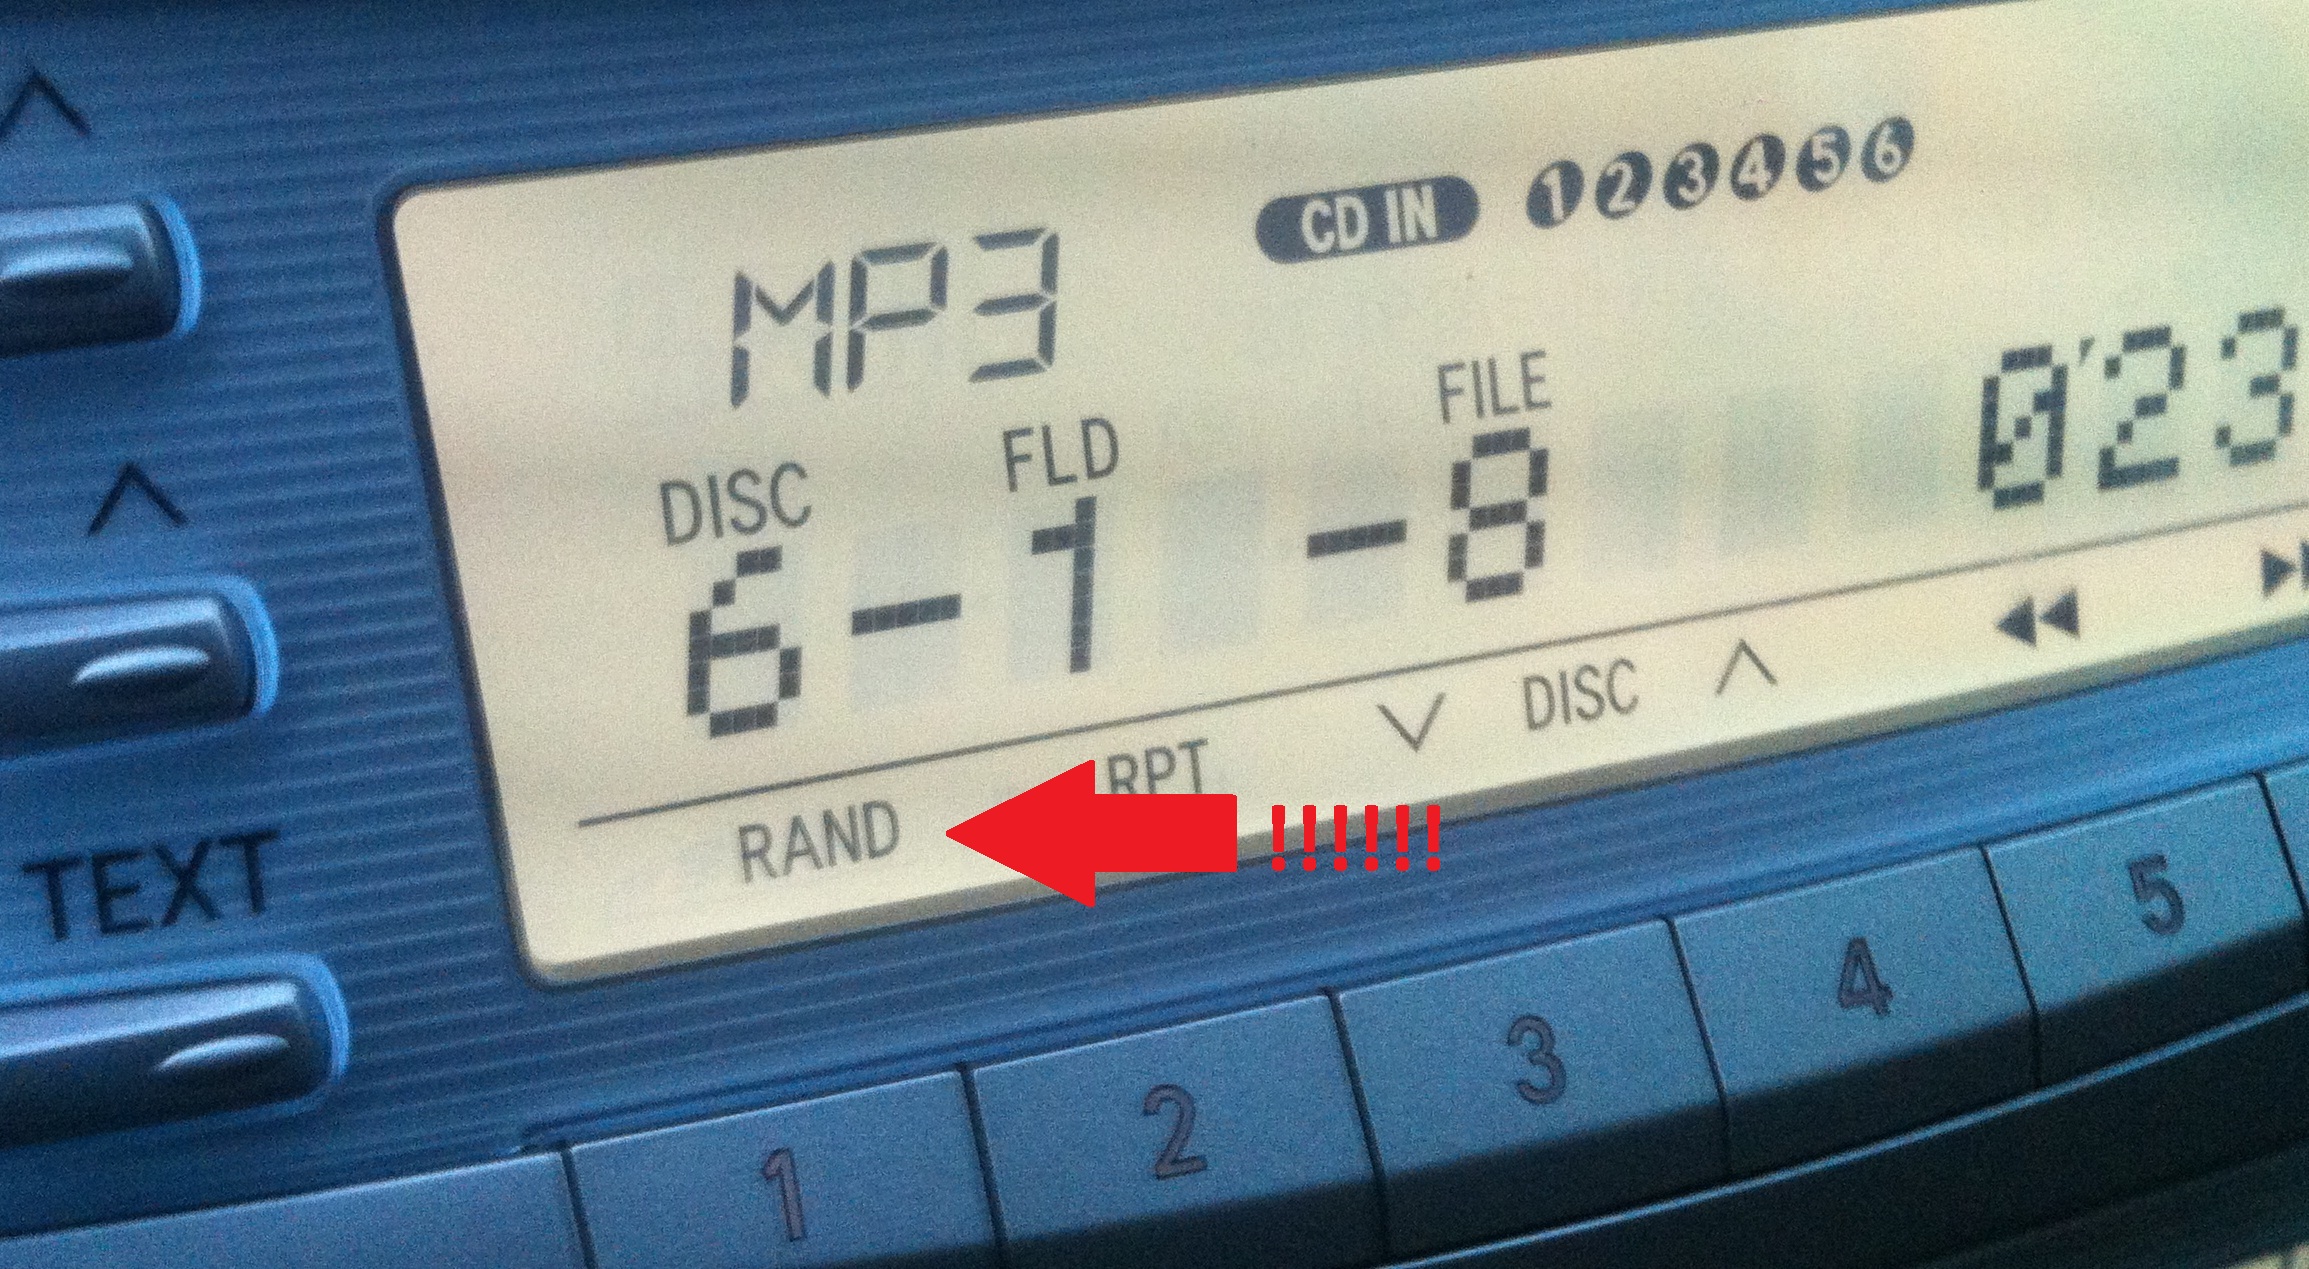 CD IN 1 2 3 4 5 6
MP3
DISC FLD FILE
6-1 -8 0'23
RAND RPT DISC
!!!!!!
TEXT
1 2 3 4 5